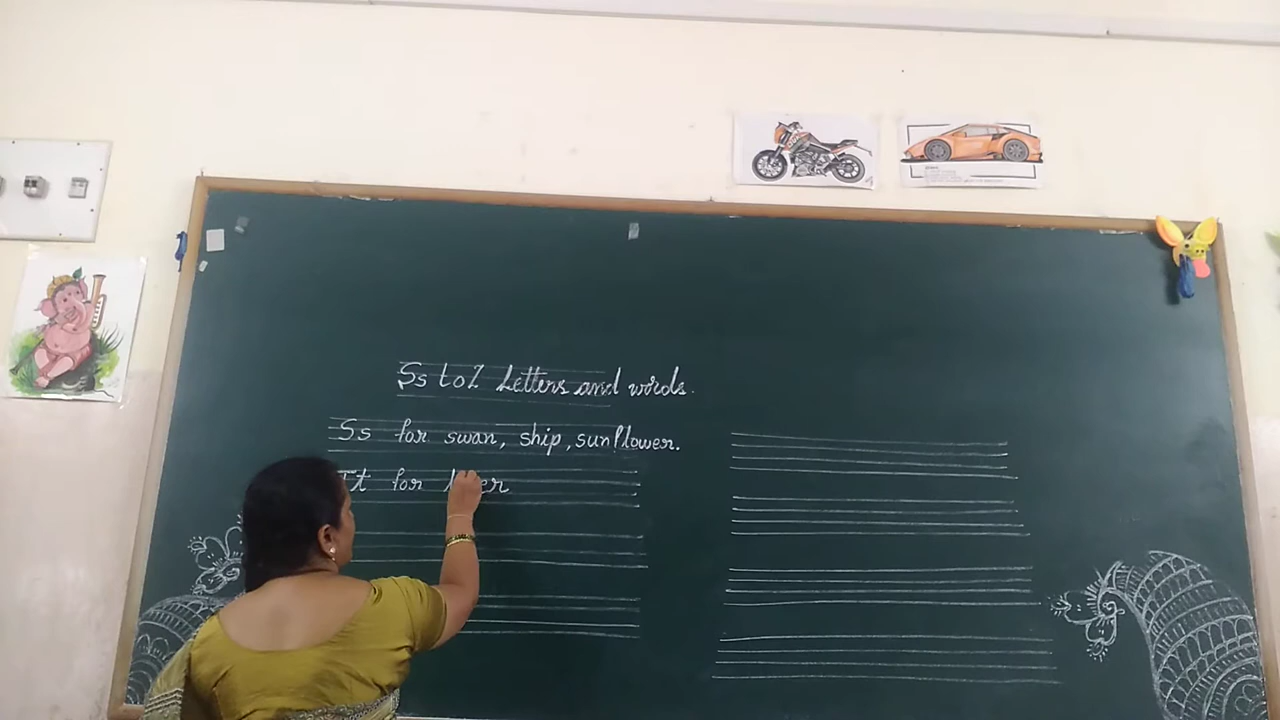 Ss to Z Letters and words.
Ss for swan, ship, sunflower.
Tt for